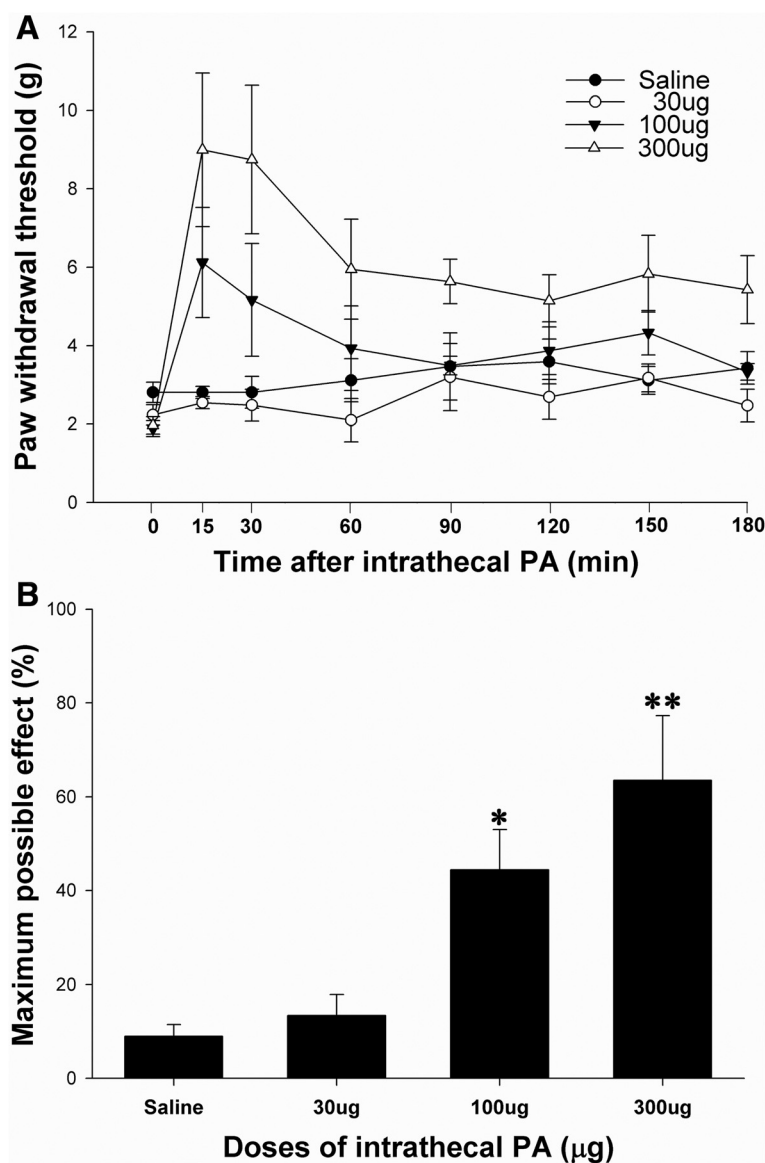 A
12
10
8
6
4
2
0
Paw withdrawal threshold (g)
Saline
30ug
100ug
300ug
0 15 30 60 90 120 150 180
Time after intrathecal PA (min)
B
100
80
60
40
20
0
Maximum possible effect (%)
*
**
Saline 30ug 100ug 300ug
Doses of intrathecal PA (μg)